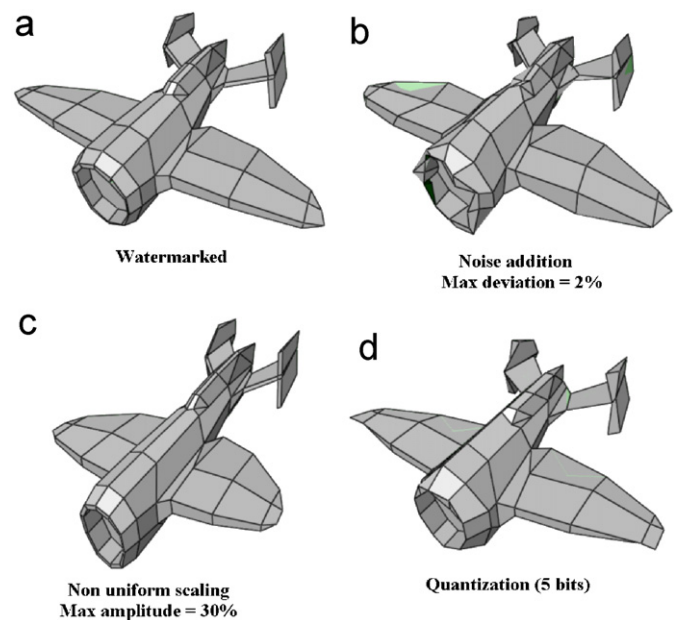 a
b
Watermarked
Noise addition
Max deviation = 2%
c
d
Non uniform scaling
Max amplitude = 30%
Quantization (5 bits)